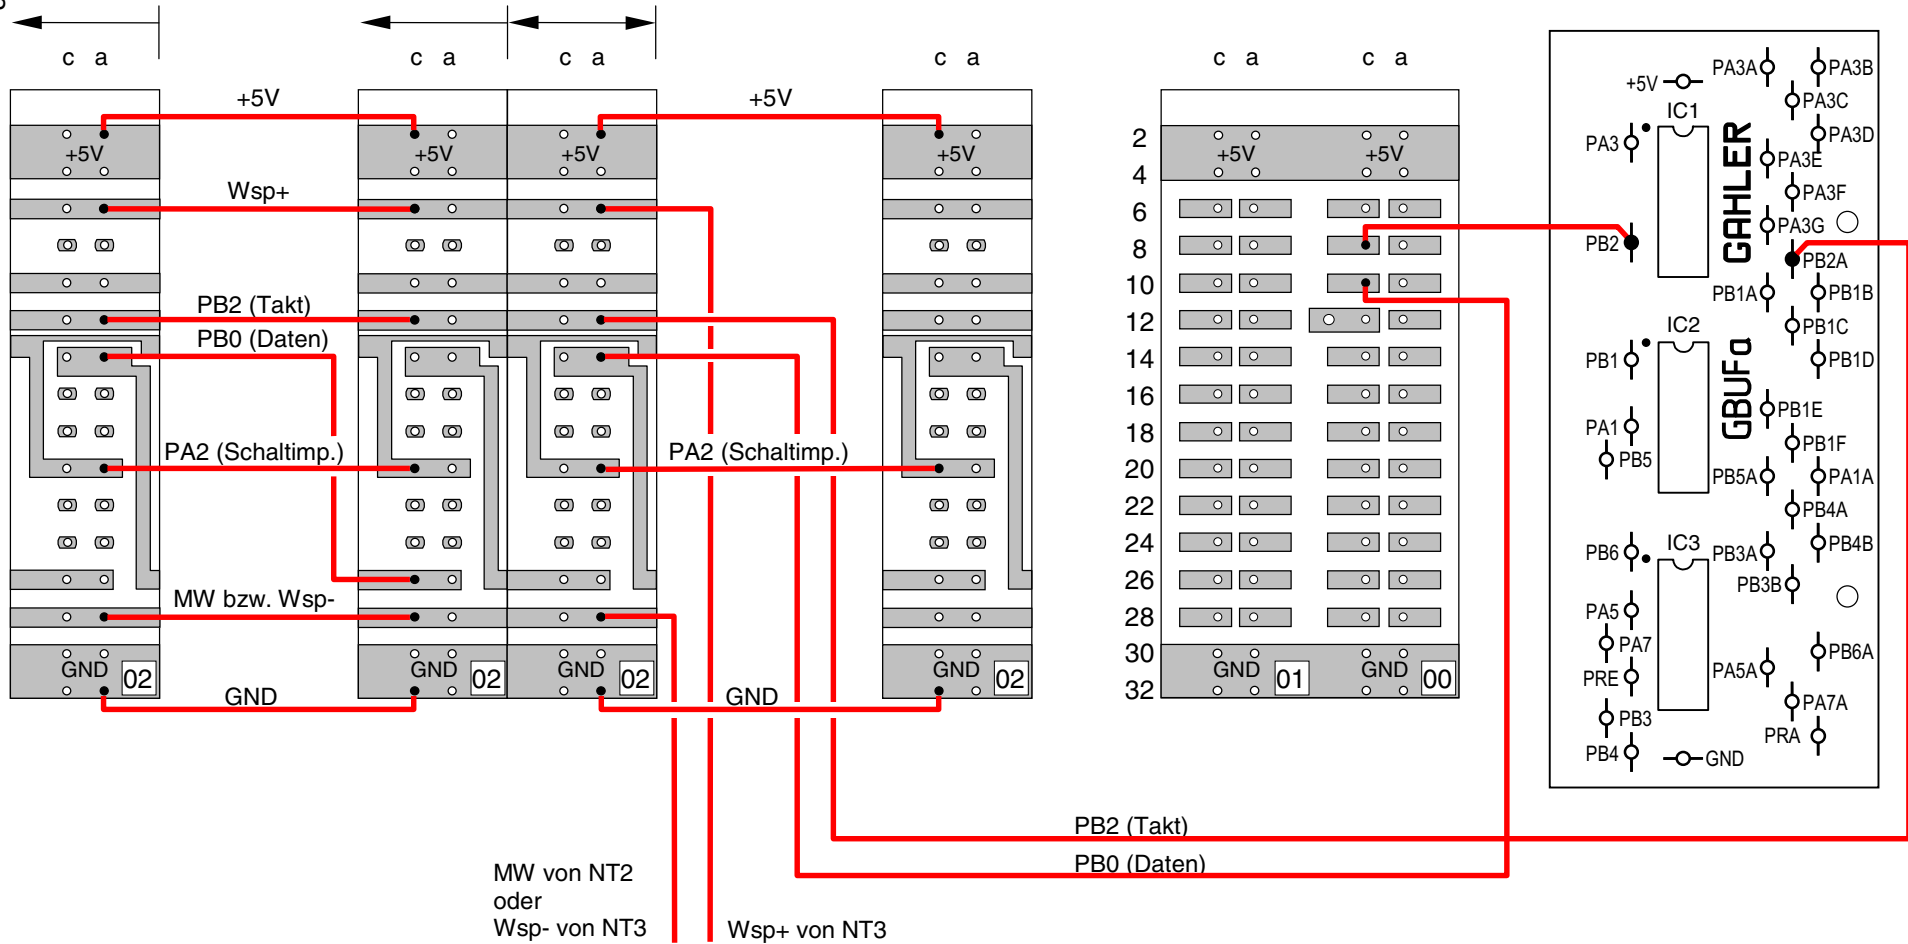 c a
c a
c a
c a
c a
c a
+5V
+5V
+5V
+5V
+5V
+5V
+5V
+5V
Wsp+
PB2 (Takt)
PB0 (Daten)
PA2 (Schaltimp.)
PA2 (Schaltimp.)
MW bzw. Wsp-
GND
02
GND
02
GND
02
GND
02
GND
GND
2
4
6
8
10
12
14
16
18
20
22
24
26
28
30
32
GND
01
GND
00
PB2 (Takt)
PB0 (Daten)
MW von NT2
oder
Wsp- von NT3
Wsp+ von NT3
+5V
IC1
PA3
PB2
IC2
PB1
PA1
PB5
IC3
PB6
PA5
PA7
PRE
PB3
PB4
GND
GAHLER
GBUFa
PA3A
PA3B
PA3C
PA3D
PA3E
PA3F
PA3G
PB2A
PB1A
PB1B
PB1C
PB1D
PB1E
PB1F
PB5A
PA1A
PB4A
PB4B
PB3A
PB3B
PB6A
PA5A
PA7A
PRA